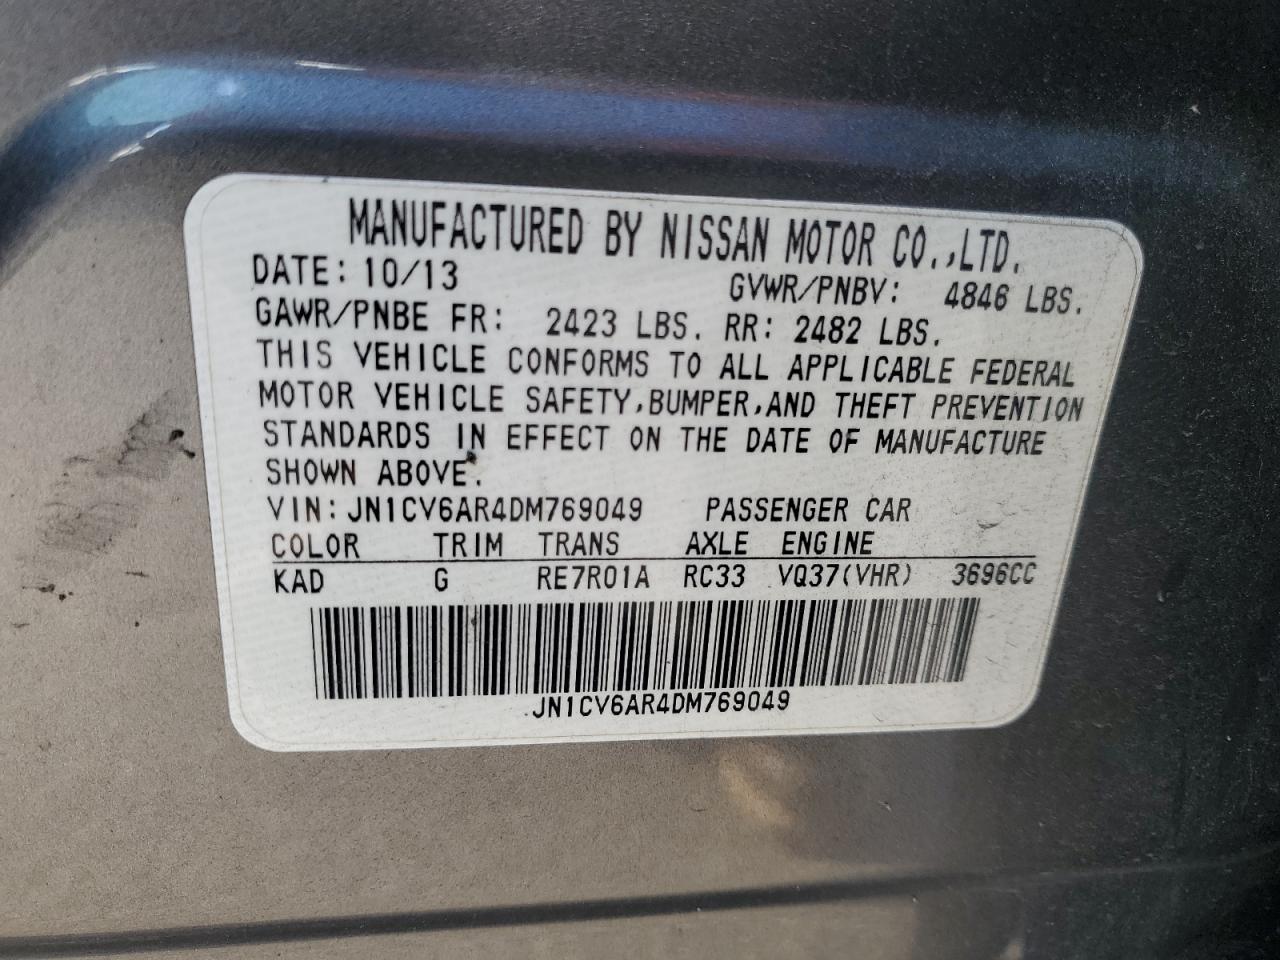 MANUFACTURED BY NISSAN MOTOR CO.,LTD.
DATE: 10/13 GVWR/PNBV: 4846 LBS.
GAWR/PNBE FR: 2423 LBS. RR: 2482 LBS.
THIS VEHICLE CONFORMS TO ALL APPLICABLE FEDERAL
MOTOR VEHICLE SAFETY,BUMPER,AND THEFT PREVENTION
STANDARDS IN EFFECT ON THE DATE OF MANUFACTURE
SHOWN ABOVE.
VIN: JN1CV6AR4DM769049 PASSENGER CAR
COLOR TRIM TRANS AXLE ENGINE
KAD G RE7R01A RC33 VQ37(VHR) 3696CC
JN1CV6AR4DM769049